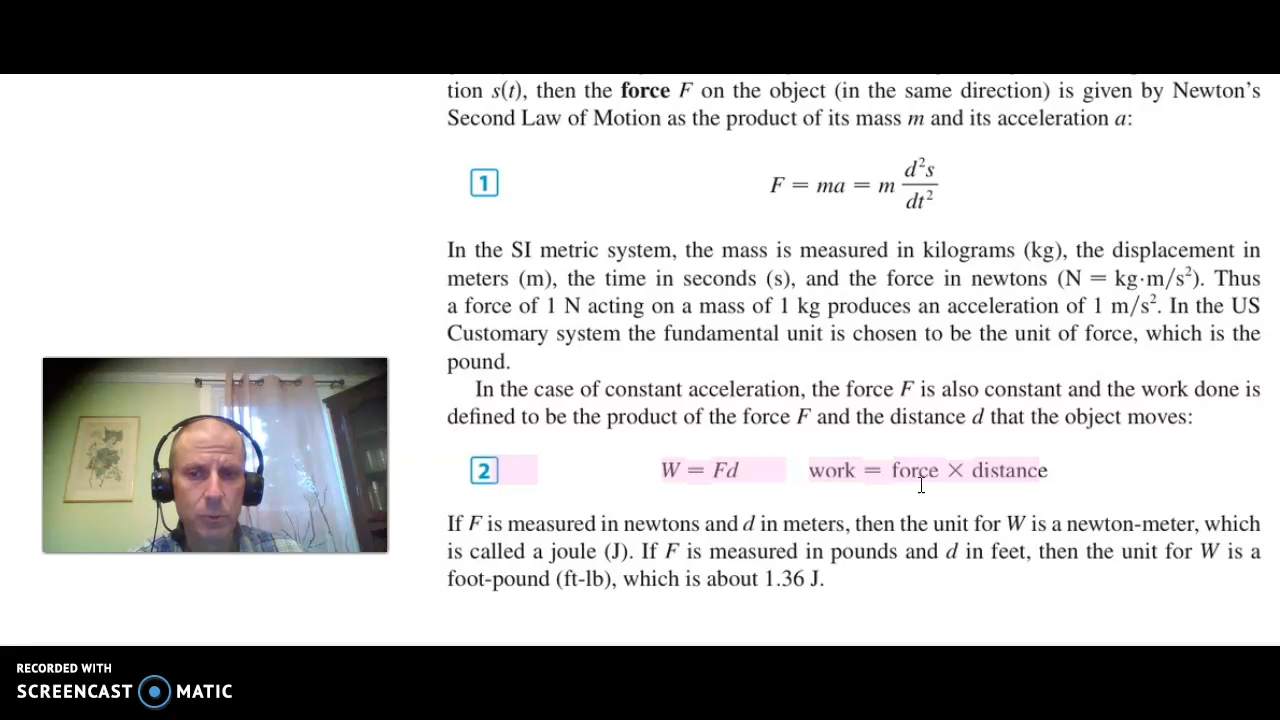 tion s(t), then the force F on the object (in the same direction) is given by Newton's
Second Law of Motion as the product of its mass m and its acceleration a:
1 F = ma = m d²s/dt²
In the SI metric system, the mass is measured in kilograms (kg), the displacement in
meters (m), the time in seconds (s), and the force in newtons (N = kg·m/s²). Thus
a force of 1 N acting on a mass of 1 kg produces an acceleration of 1 m/s². In the US
Customary system the fundamental unit is chosen to be the unit of force, which is the
pound.
In the case of constant acceleration, the force F is also constant and the work done is
defined to be the product of the force F and the distance d that the object moves:
2 W = Fd work = force × distance
If F is measured in newtons and d in meters, then the unit for W is a newton-meter, which
is called a joule (J). If F is measured in pounds and d in feet, then the unit for W is a
foot-pound (ft-lb), which is about 1.36 J.
RECORDED WITH
SCREENCAST MATIC